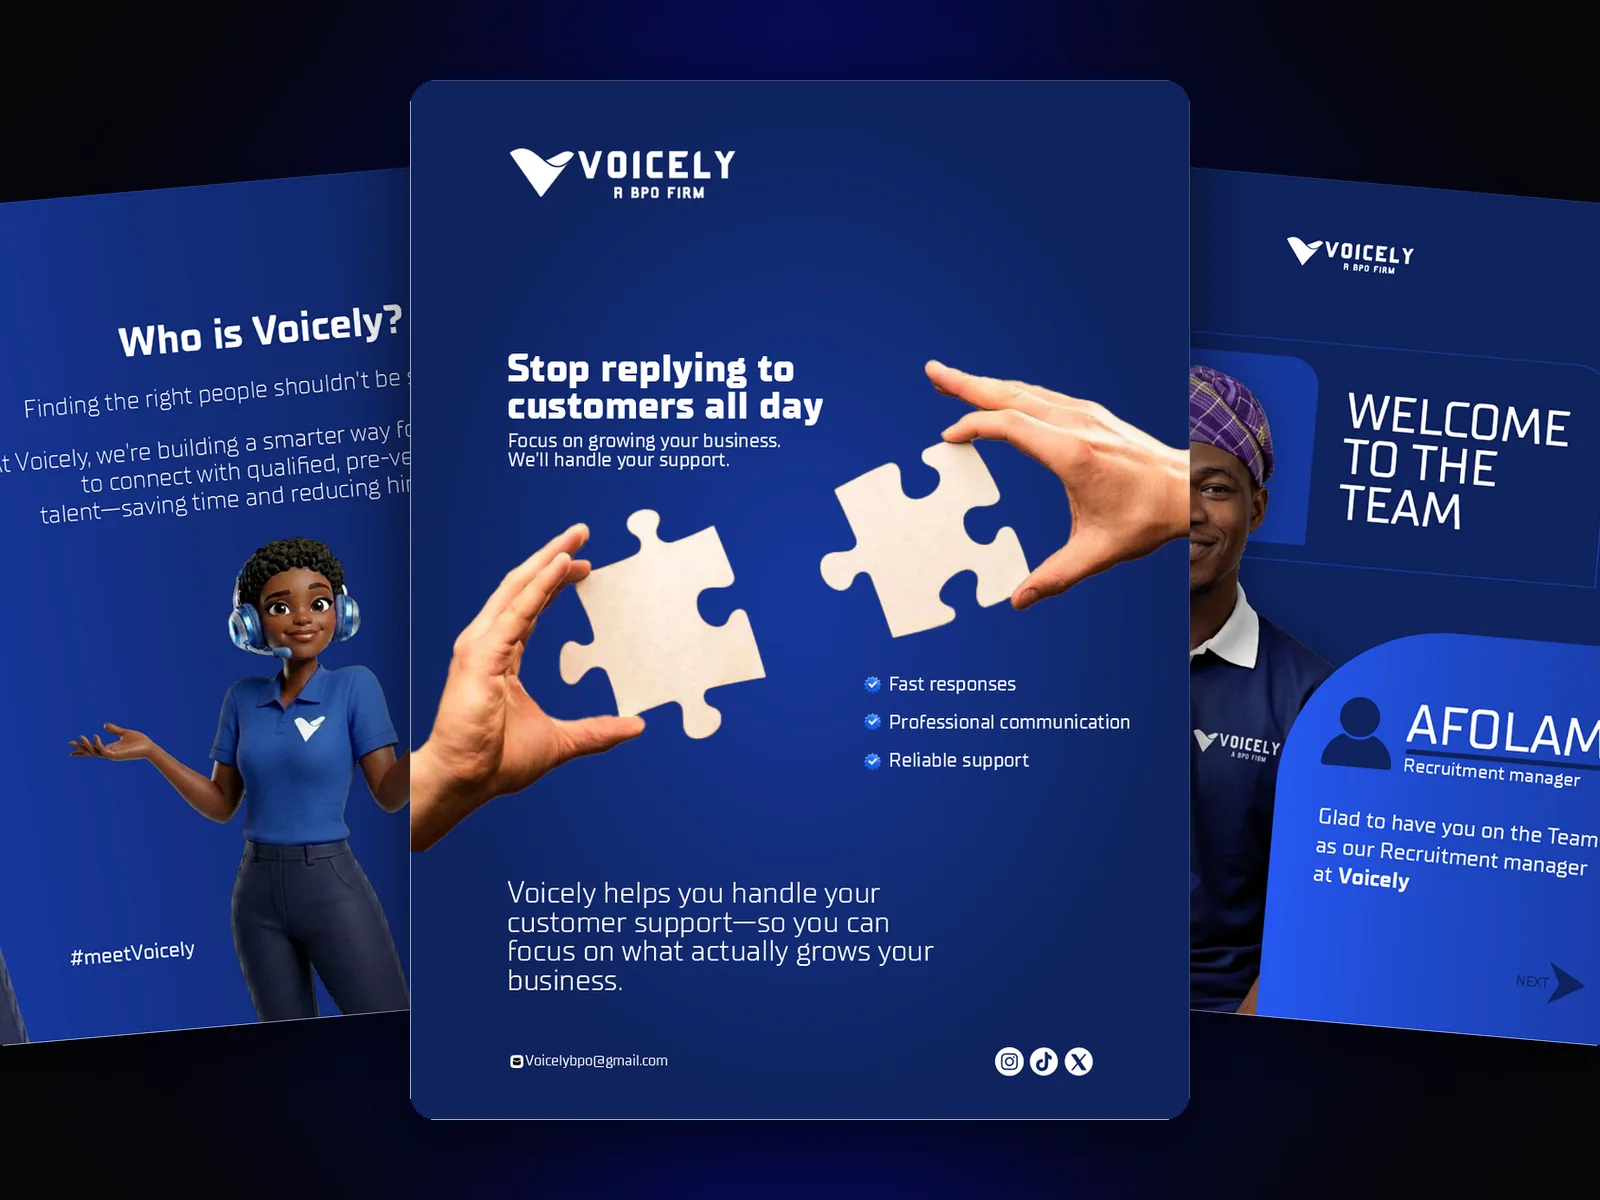 Who is Voicely?
Finding the right people shouldn't be
At Voicely, we're building a smarter way
to connect with qualified,
talent—saving time and reducing
#meetVoicely
VOICELY
A BPO FIRM
Stop replying to
customers all day
Focus on growing your business.
We'll handle your support.
Fast responses
Professional communication
Reliable support
Voicely helps you handle your
customer support—so you can
focus on what actually grows your
business.
Voicelybpo@gmail.com
VOICELY
A BPO FIRM
WELCOME
TO THE
TEAM
VOICELY
A BPO FIRM
AFOLAM
Recruitment manager
Glad to have you on the Team
as our Recruitment manager
at Voicely
NEXT